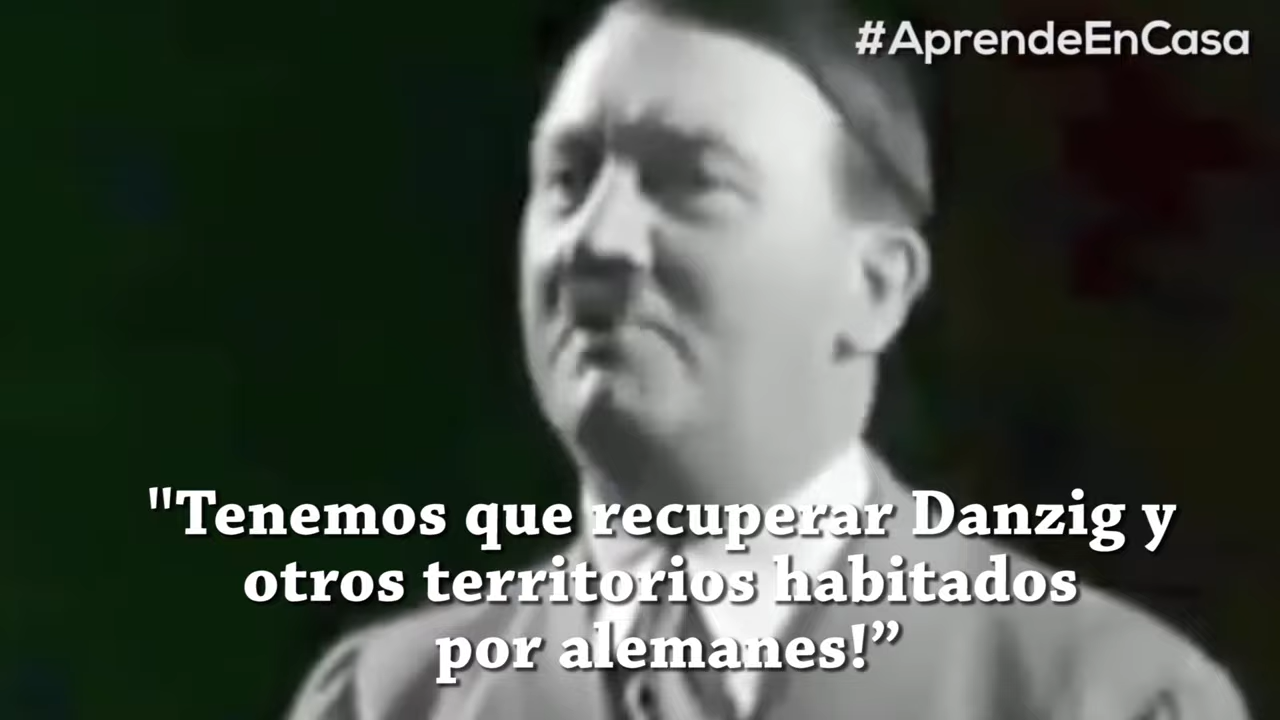 #AprendeEnCasa
"Tenemos que recuperar Danzig y
otros territorios habitados
por alemanes!”